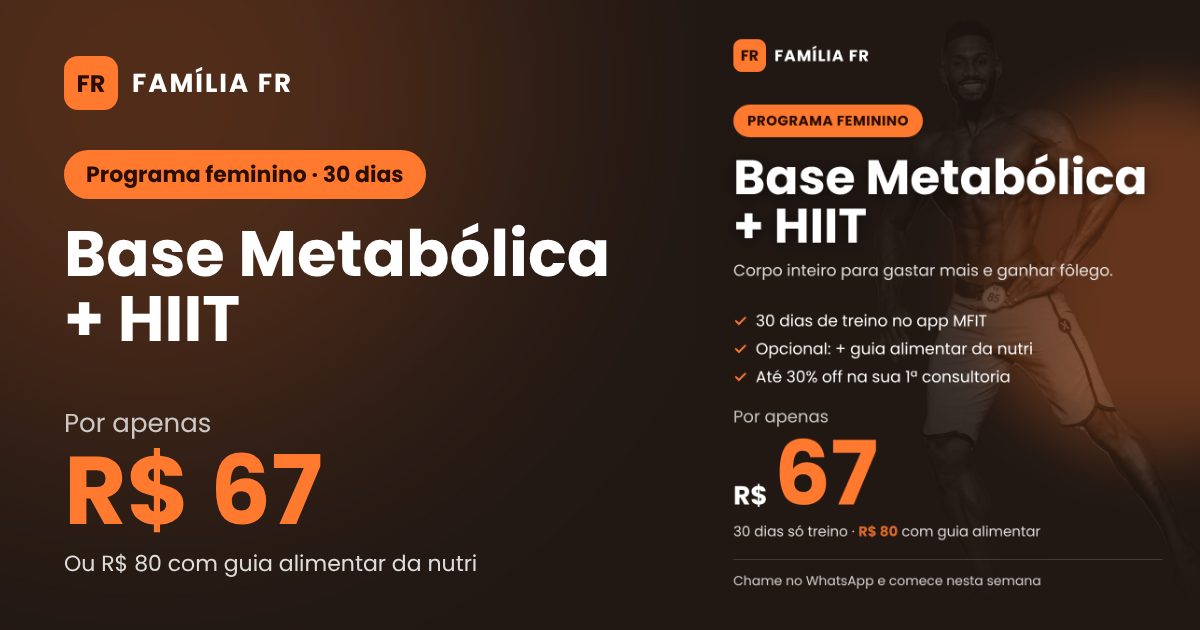 FR FAMÍLIA FR
Programa feminino · 30 dias
Base Metabólica
+ HIIT
Por apenas
R$ 67
Ou R$ 80 com guia alimentar da nutri
FR FAMÍLIA FR
PROGRAMA FEMININO
Base Metabólica
+ HIIT
Corpo inteiro para gastar mais e ganhar fôlego.
30 dias de treino no app MFIT
Opcional: + guia alimentar da nutri
Até 30% off na sua 1ª consultoria
Por apenas
R$ 67
30 dias só treino · R$ 80 com guia alimentar
Chame no WhatsApp e comece nesta semana
85